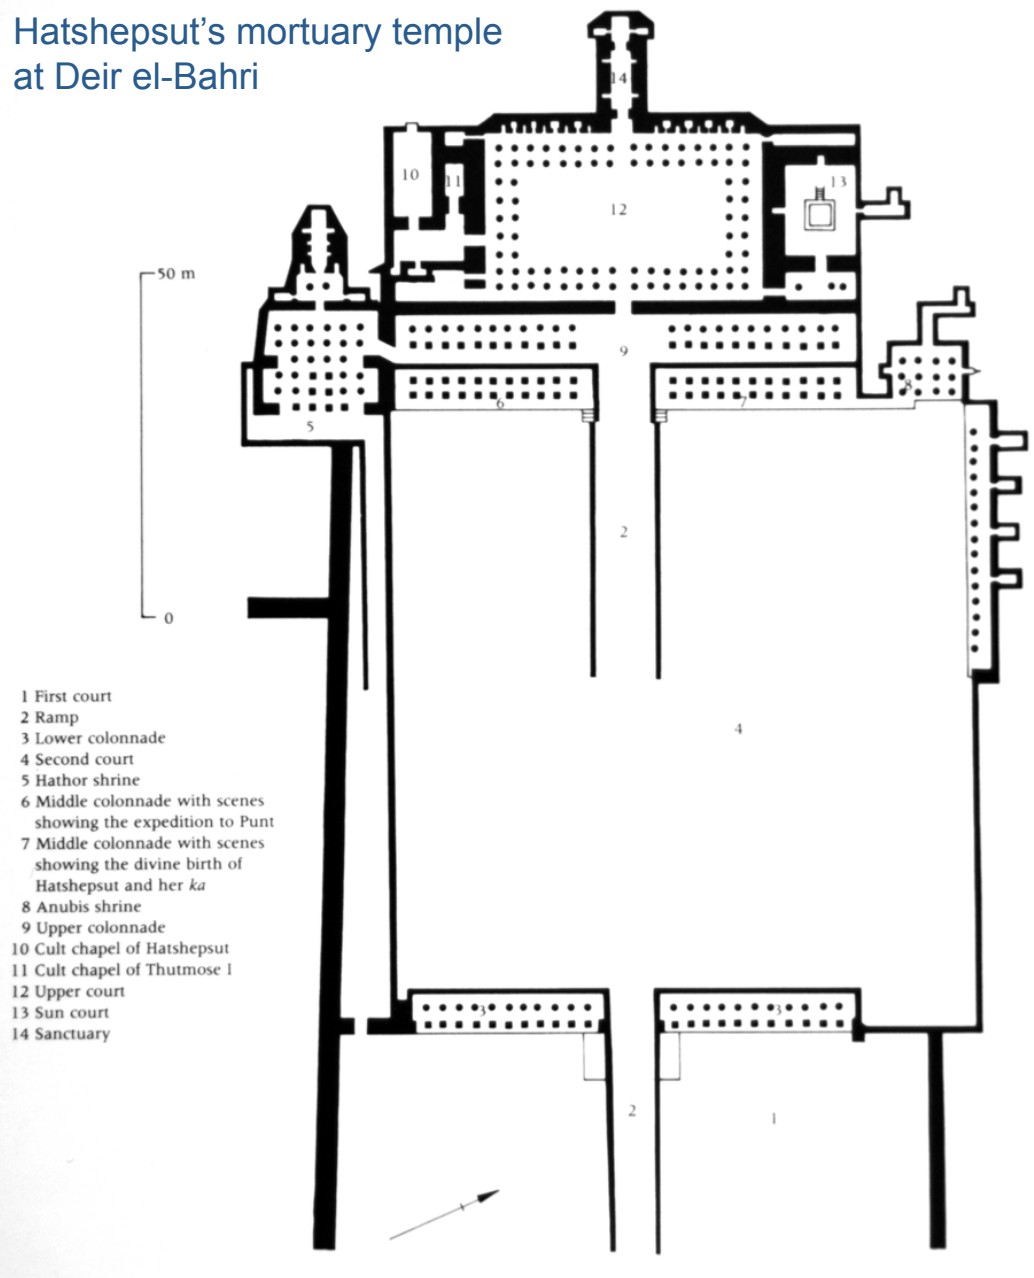 Hatshepsut’s mortuary temple
at Deir el-Bahri
14
10
11
13
12
50 m
9
8
6
7
5
2
0
4
1 First court
2 Ramp
3 Lower colonnade
4 Second court
5 Hathor shrine
6 Middle colonnade with scenes
showing the expedition to Punt
7 Middle colonnade with scenes
showing the divine birth of
Hatshepsut and her ka
8 Anubis shrine
9 Upper colonnade
10 Cult chapel of Hatshepsut
11 Cult chapel of Thutmose I
12 Upper court
13 Sun court
14 Sanctuary
3
3
2
1